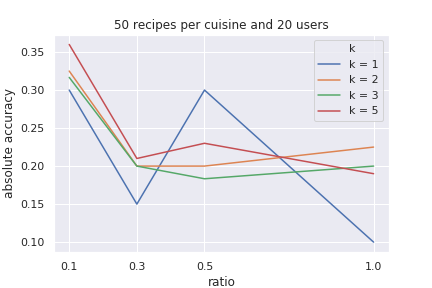 50 recipes per cuisine and 20 users
absolute accuracy
0.35
0.30
0.25
0.20
0.15
0.10
k
k = 1
k = 2
k = 3
k = 5
0.1 0.3 0.5 1.0
ratio